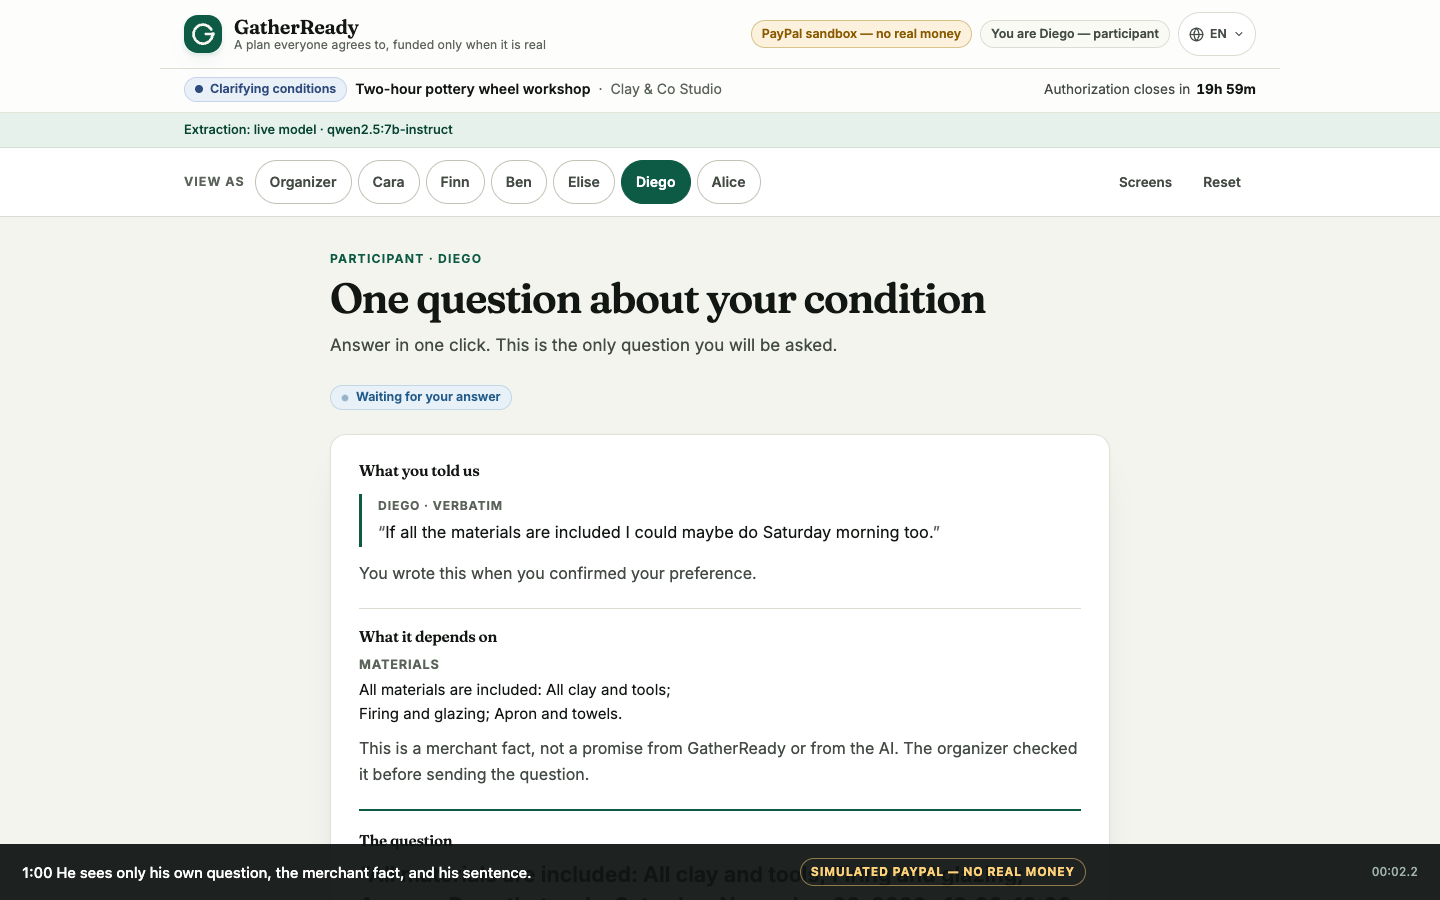 GatherReady
A plan everyone agrees to, funded only when it is real
PayPal sandbox — no real money
You are Diego — participant
EN
Clarifying conditions
Two-hour pottery wheel workshop · Clay & Co Studio
Authorization closes in 19h 59m
Extraction: live model · qwen2.5:7b-instruct
VIEW AS
Organizer
Cara
Finn
Ben
Elise
Diego
Alice
Screens
Reset
PARTICIPANT · DIEGO
One question about your condition
Answer in one click. This is the only question you will be asked.
Waiting for your answer
What you told us
DIEGO · VERBATIM
“If all the materials are included I could maybe do Saturday morning too.”
You wrote this when you confirmed your preference.
What it depends on
MATERIALS
All materials are included: All clay and tools;
Firing and glazing; Apron and towels.
This is a merchant fact, not a promise from GatherReady or from the AI. The organizer checked
it before sending the question.
The question
1:00 He sees only his own question, the merchant fact, and his sentence.
SIMULATED PAYPAL — NO REAL MONEY
00:02.2